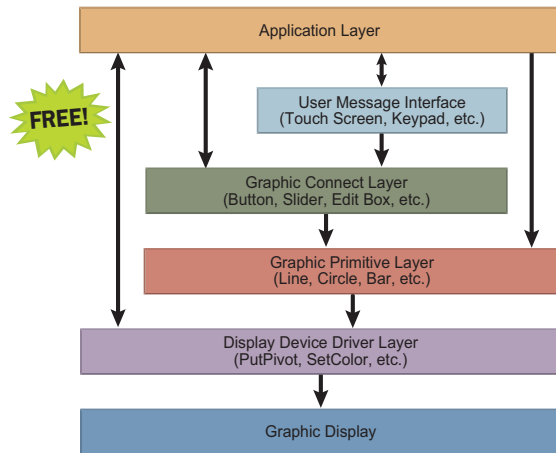 Application Layer
FREE!
User Message Interface
(Touch Screen, Keypad, etc.)
Graphic Connect Layer
(Button, Slider, Edit Box, etc.)
Graphic Primitive Layer
(Line, Circle, Bar, etc.)
Display Device Driver Layer
(PutPivot, SetColor, etc.)
Graphic Display